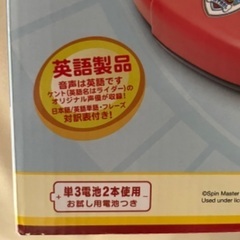 英語製品
音声は英語です
ケント(英語名はライダー)の
オリジナル声優が収録!
日本語/英語単語・フレーズ
対訳表付き!
単3電池2本使用
お試し用電池つき
©Spin Master
Used under lic